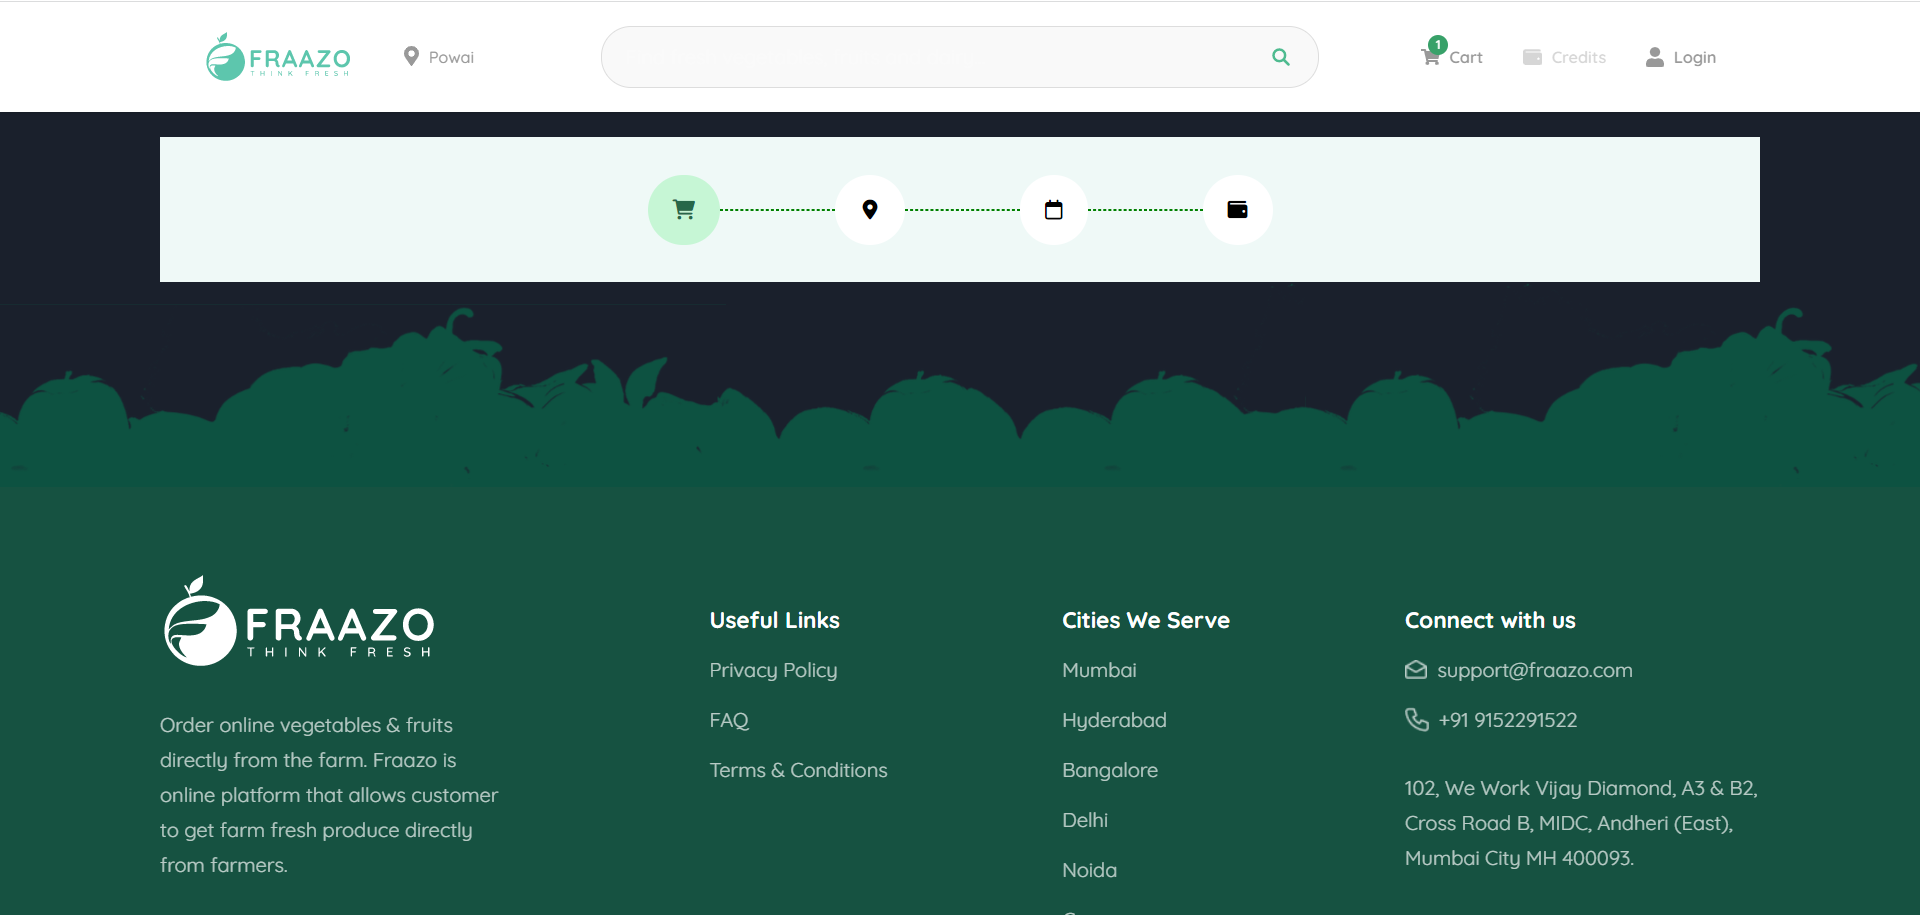 FRAAZO
THINK FRESH
Powai
1
Cart
Credits
Login
FRAAZO
THINK FRESH
Order online vegetables & fruits
directly from the farm. Fraazo is
online platform that allows customer
to get farm fresh produce directly
from farmers.
Useful Links
Privacy Policy
FAQ
Terms & Conditions
Cities We Serve
Mumbai
Hyderabad
Bangalore
Delhi
Noida
Connect with us
support@fraazo.com
+91 9152291522
102, We Work Vijay Diamond, A3 & B2,
Cross Road B, MIDC, Andheri (East),
Mumbai City MH 400093.